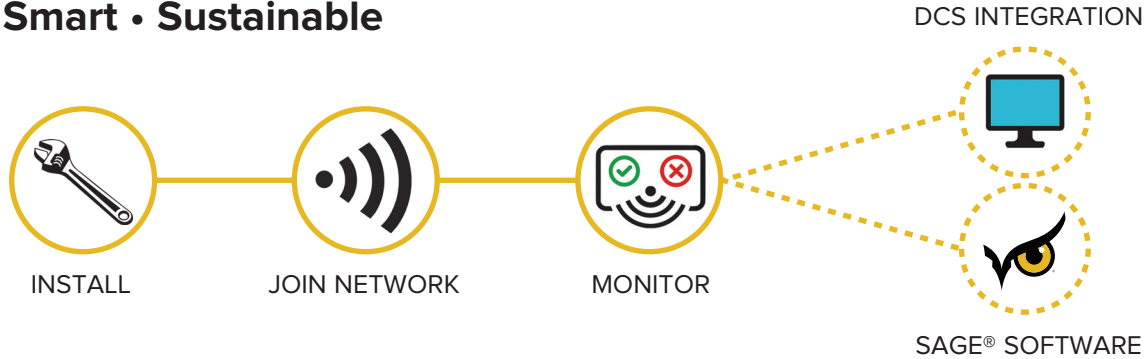 Smart • Sustainable
DCS INTEGRATION
INSTALL
JOIN NETWORK
MONITOR
SAGE® SOFTWARE